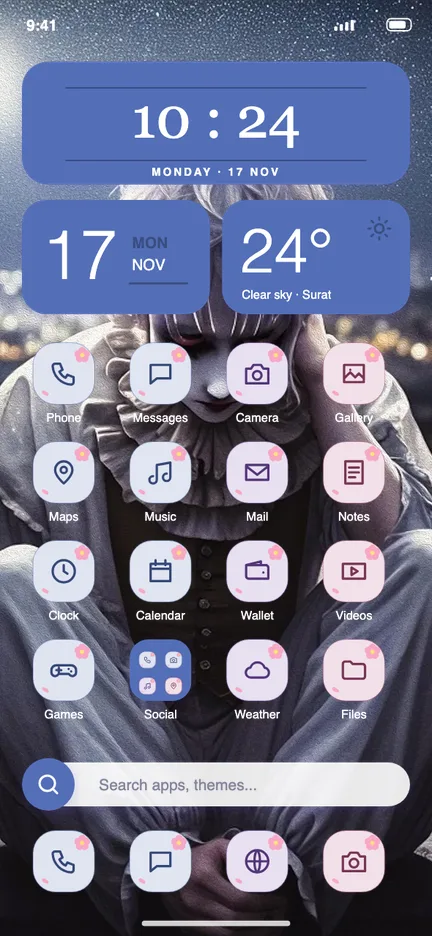 9:41
10 : 24
MONDAY · 17 NOV
17
MON
NOV
24°
Clear sky · Surat
Phone
Messages
Camera
Gallery
Maps
Music
Mail
Notes
Clock
Calendar
Wallet
Videos
Games
Social
Weather
Files
Search apps, themes...